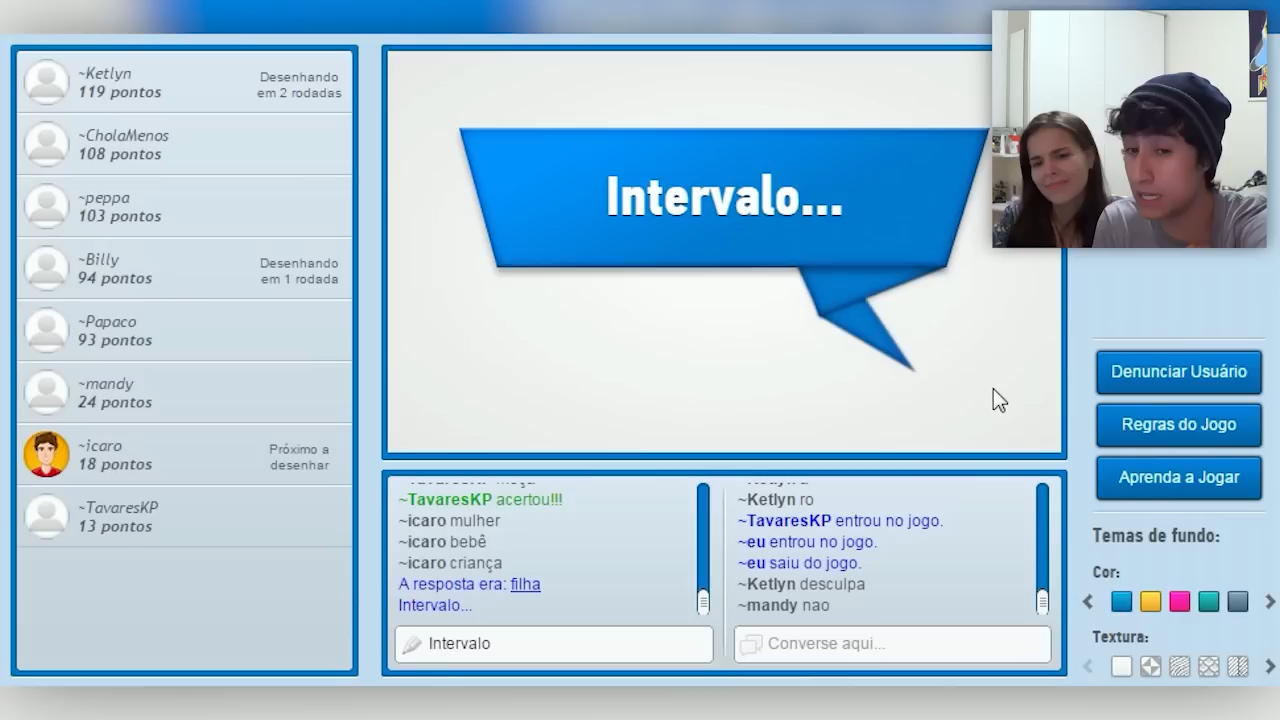 ~Ketlyn
119 pontos
Desenhando
em 2 rodadas
~CholaMenos
108 pontos
~peppa
103 pontos
~Billy
94 pontos
Desenhando
em 1 rodada
~Papaco
93 pontos
~mandy
24 pontos
~icaro
18 pontos
Próximo a
desenhar
~TavaresKP
13 pontos
Intervalo...
~TavaresKP acertou!!!
~icaro mulher
~icaro bebê
~icaro criança
A resposta era: filha
Intervalo...
Intervalo
~Ketlyn ro
~TavaresKP entrou no jogo.
~eu entrou no jogo.
~eu saiu do jogo.
~Ketlyn desculpa
~mandy nao
Converse aqui...
Denunciar Usuário
Regras do Jogo
Aprenda a Jogar
Temas de fundo:
Cor:
Textura: